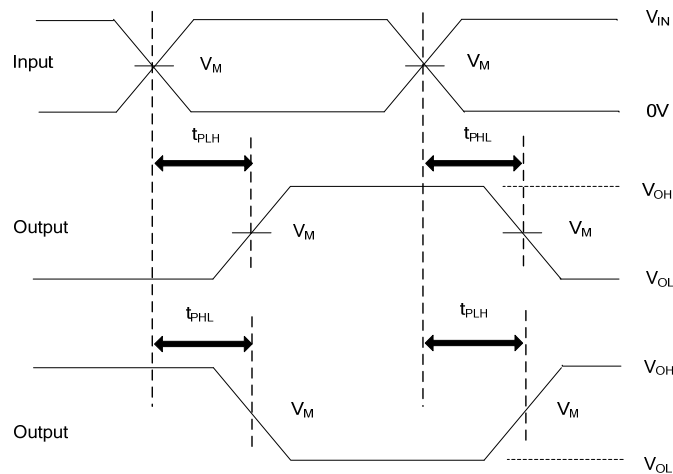 V_IN
Input V_M V_M
0V
t_PLH t_PHL
V_OH
Output V_M V_M
V_OL
t_PHL t_PLH
V_OH
V_M V_M
Output
V_OL